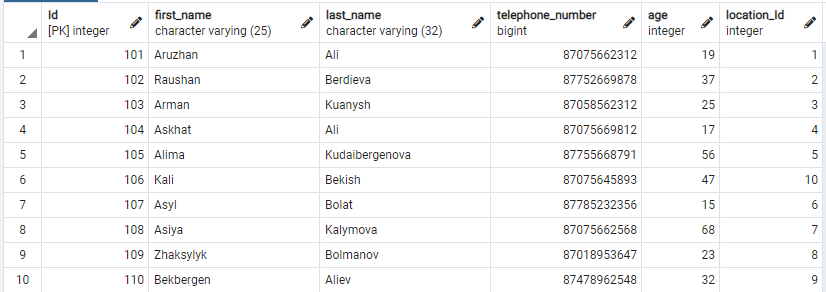 Id first_name last_name telephone_number age location_Id
[PK] integer character varying (25) character varying (32) bigint integer integer
1 101 Aruzhan Ali 87075662312 19 1
2 102 Raushan Berdieva 87752669878 37 2
3 103 Arman Kuanysh 87058562312 25 3
4 104 Askhat Ali 87075669812 17 4
5 105 Alima Kudaibergenova 87755668791 56 5
6 106 Kali Bekish 87075645893 47 10
7 107 Asyl Bolat 87785232356 15 6
8 108 Asiya Kalymova 87075662568 68 7
9 109 Zhaksylyk Bolmanov 87018953647 23 8
10 110 Bekbergen Aliev 87478962548 32 9